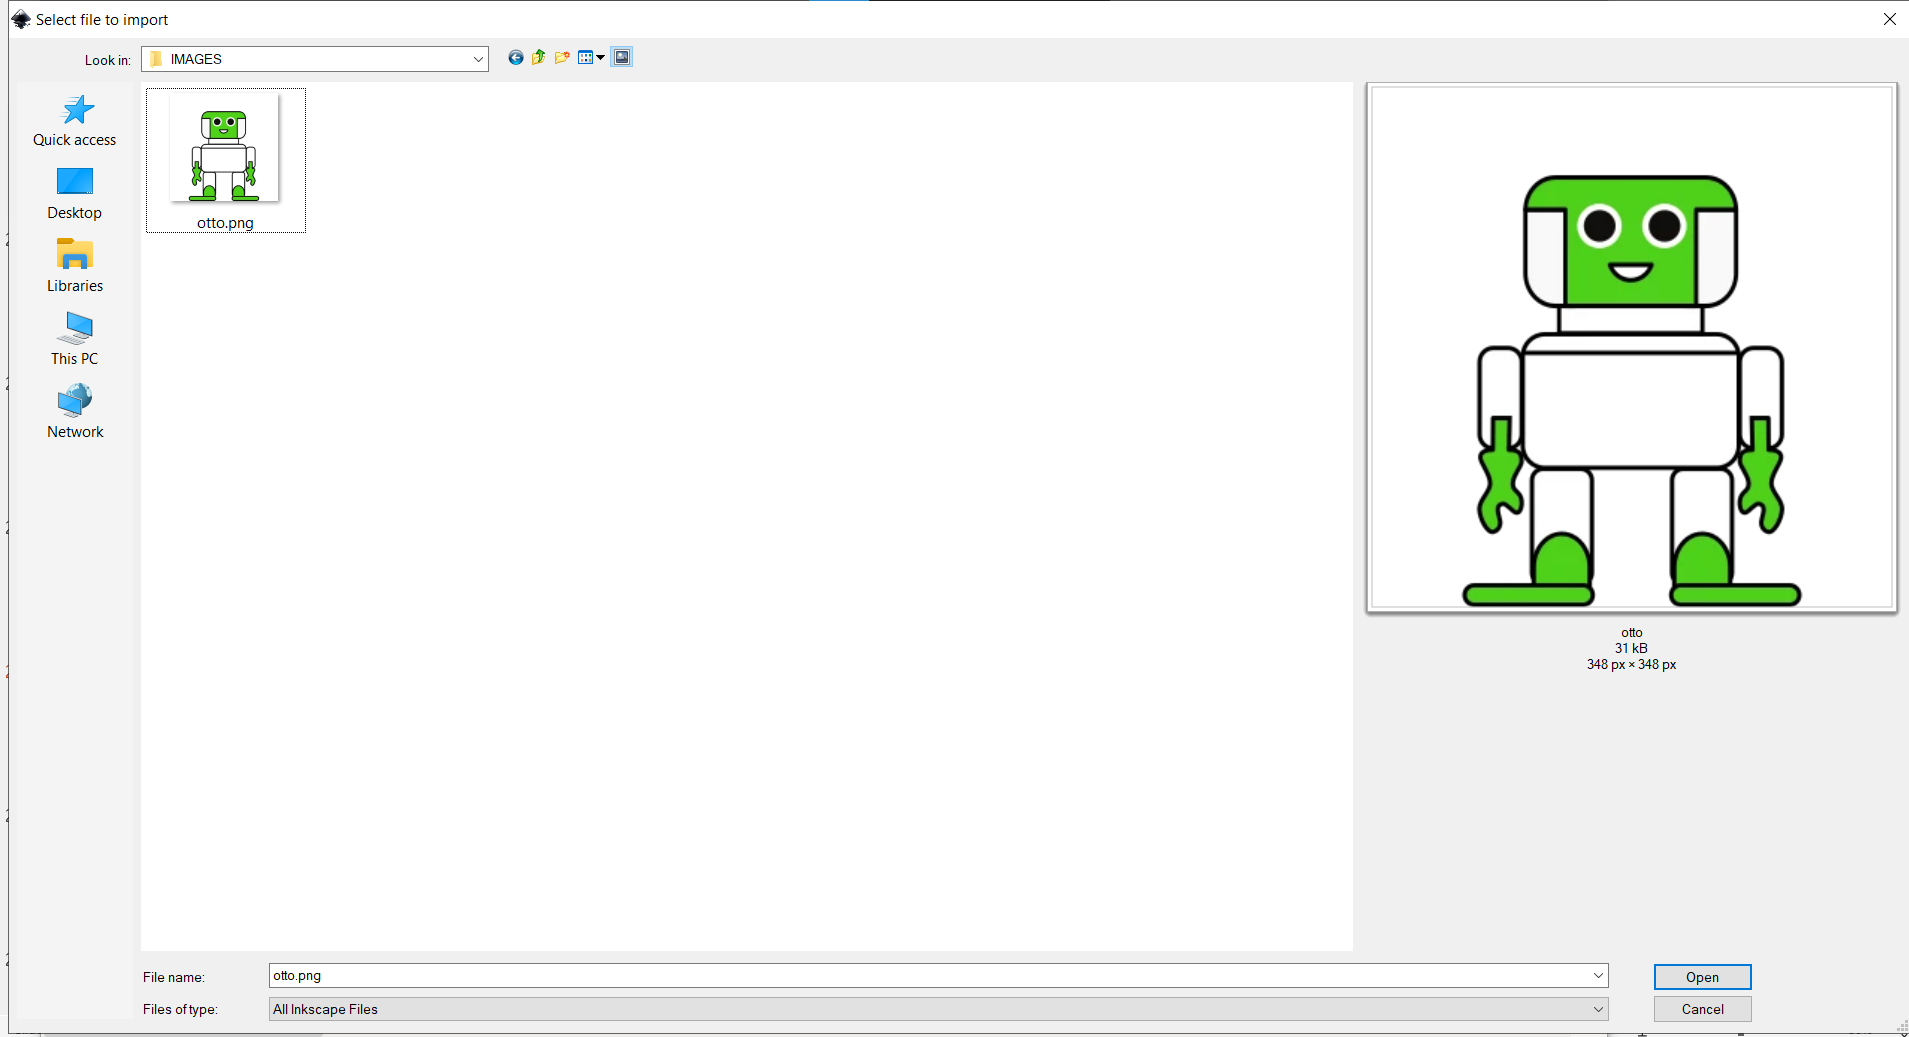 Select file to import
Look in: IMAGES
Quick access
Desktop
Libraries
This PC
Network
otto.png
otto
31 kB
348 px × 348 px
File name: otto.png
Open
Files of type: All Inkscape Files
Cancel